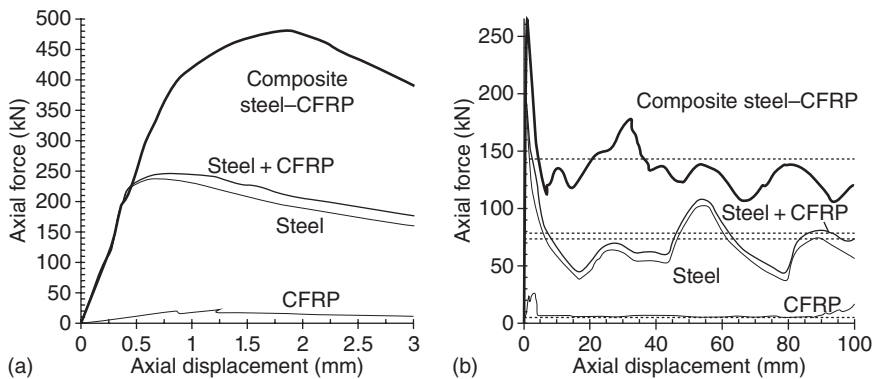 500
450
400
350
300
250
200
150
100
50
0
Axial force (kN)
Composite
steel–CFRP
Steel + CFRP
Steel
CFRP
0 0.5 1 1.5 2 2.5 3
(a) Axial displacement (mm)
250
200
150
100
50
0
Axial force (kN)
Composite steel–CFRP
Steel + CFRP
Steel
CFRP
0 20 40 60 80 100
(b) Axial displacement (mm)